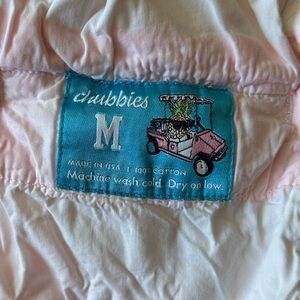 chubbies
M
MADE IN USA | 100% COTTON
Machine wash cold. Dry on low.